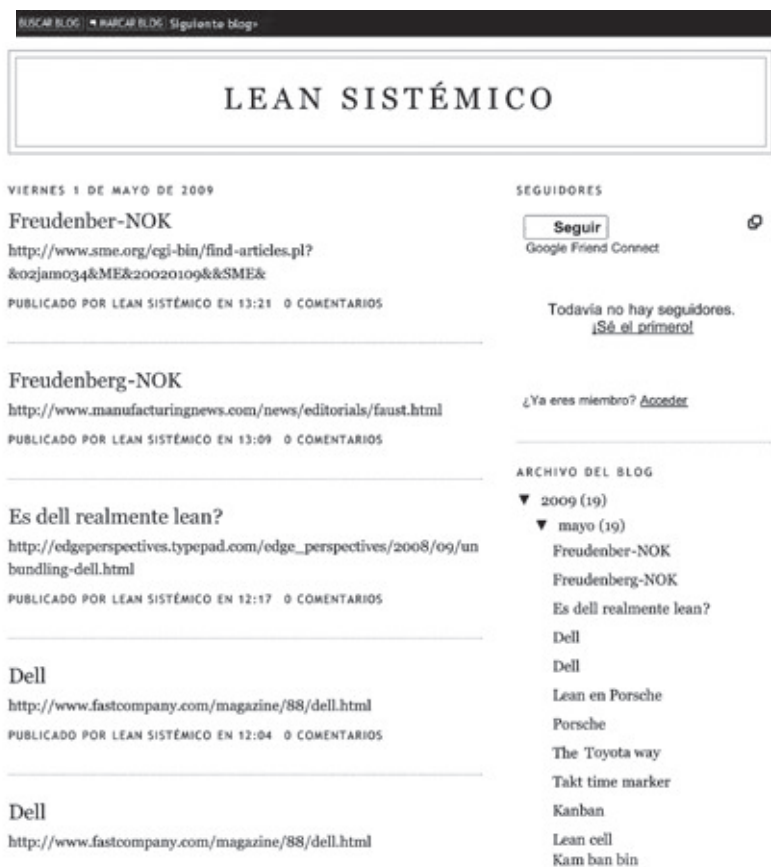 BUSCAR BLOG MARCAR BLOG Siguiente blog»
LEAN SISTÉMICO
VIERNES 1 DE MAYO DE 2009
Freudenber-NOK
http://www.sme.org/cgi-bin/find-articles.pl?
&02jam034&ME&20020109&&SME&
PUBLICADO POR LEAN SISTÉMICO EN 13:21 0 COMENTARIOS
Freudenberg-NOK
http://www.manufacturingnews.com/news/editorials/faust.html
PUBLICADO POR LEAN SISTÉMICO EN 13:09 0 COMENTARIOS
Es dell realmente lean?
http://edgeperspectives.typepad.com/edge_perspectives/2008/09/un
bundling-dell.html
PUBLICADO POR LEAN SISTÉMICO EN 12:17 0 COMENTARIOS
Dell
http://www.fastcompany.com/magazine/88/dell.html
PUBLICADO POR LEAN SISTÉMICO EN 12:04 0 COMENTARIOS
Dell
http://www.fastcompany.com/magazine/88/dell.html
SEGUIDORES
Seguir
Google Friend Connect
Todavía no hay seguidores.
¡Sé el primero!
¿Ya eres miembro? Acceder
ARCHIVO DEL BLOG
▼ 2009 (19)
▼ mayo (19)
Freudenber-NOK
Freudenberg-NOK
Es dell realmente lean?
Dell
Dell
Lean en Porsche
Porsche
The Toyota way
Takt time marker
Kanban
Lean cell
Kam ban bin